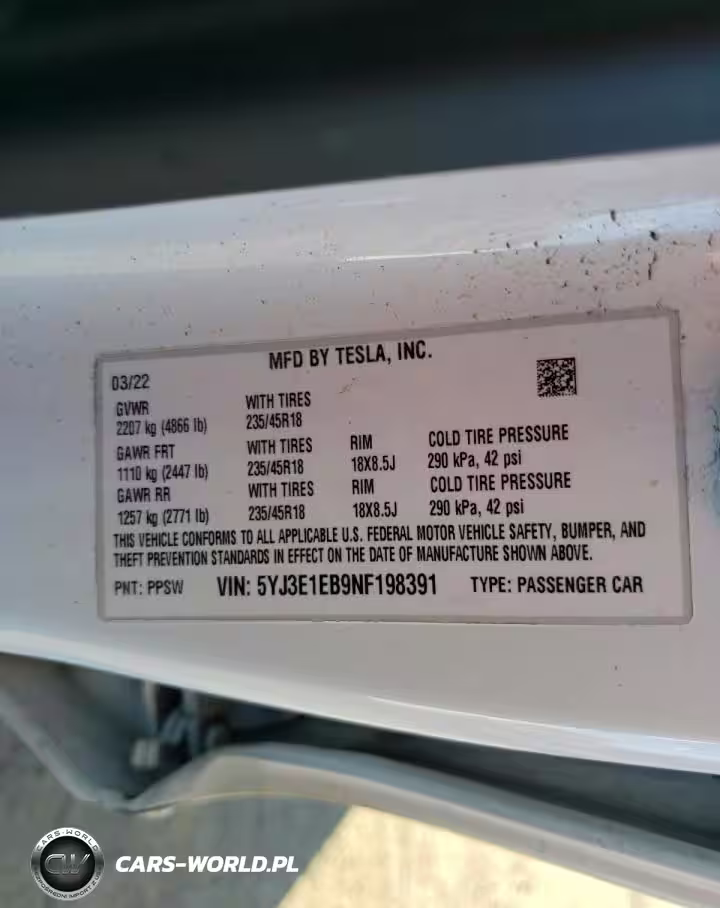 MFD BY TESLA, INC.
03/22
GVWR WITH TIRES
2207 kg (4866 lb) 235/45R18
GAWR FRT WITH TIRES RIM COLD TIRE PRESSURE
1110 kg (2447 lb) 235/45R18 18X8.5J 290 kPa, 42 psi
GAWR RR WITH TIRES RIM COLD TIRE PRESSURE
1257 kg (2771 lb) 235/45R18 18X8.5J 290 kPa, 42 psi
THIS VEHICLE CONFORMS TO ALL APPLICABLE U.S. FEDERAL MOTOR VEHICLE SAFETY, BUMPER, AND
THEFT PREVENTION STANDARDS IN EFFECT ON THE DATE OF MANUFACTURE SHOWN ABOVE.
PNT: PPSW VIN: 5YJ3E1EB9NF198391 TYPE: PASSENGER CAR
CARS-WORLD
CW
CARS-WORLD.PL